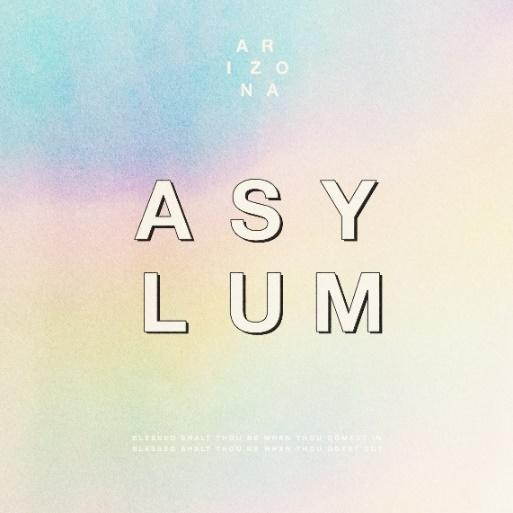 AR
IZO
NA
ASY
LUM
BLESSED SHALT THOU BE WHEN THOU COMEST IN
BLESSED SHALT THOU BE WHEN THOU GOEST OUT